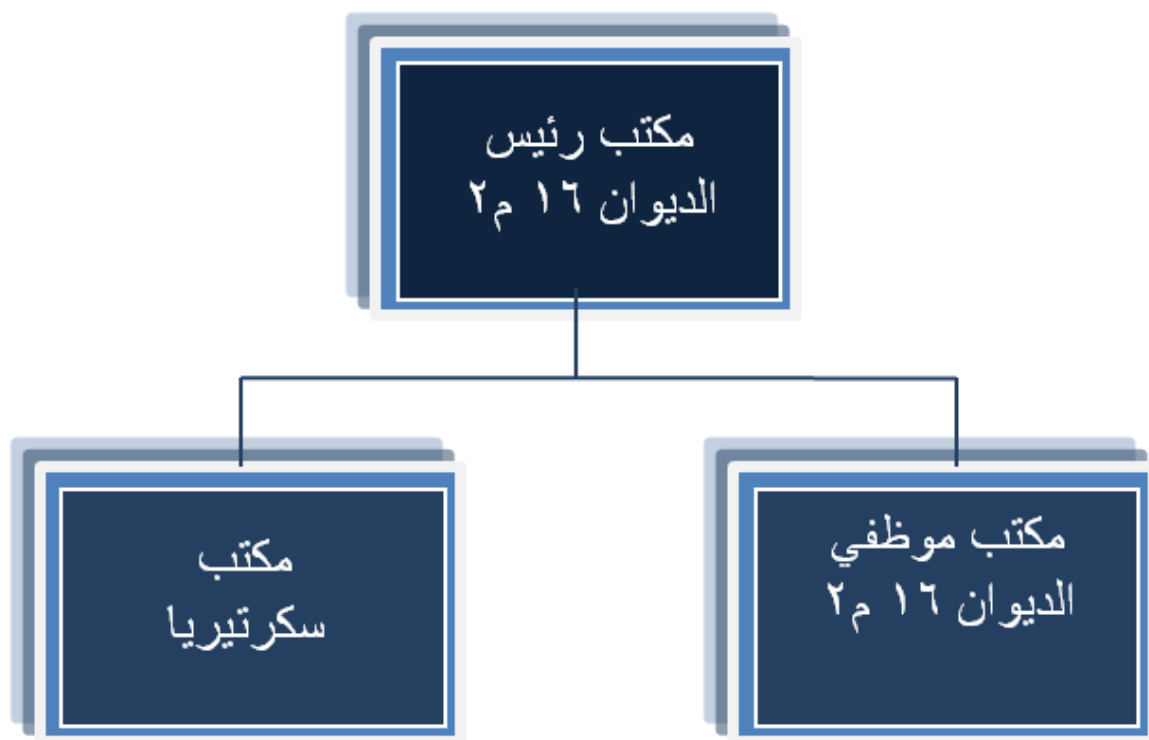 مكتب رئيس
الديوان ١٦ م٢
مكتب موظفي
الديوان ١٦ م٢
مكتب
سكرتيريا